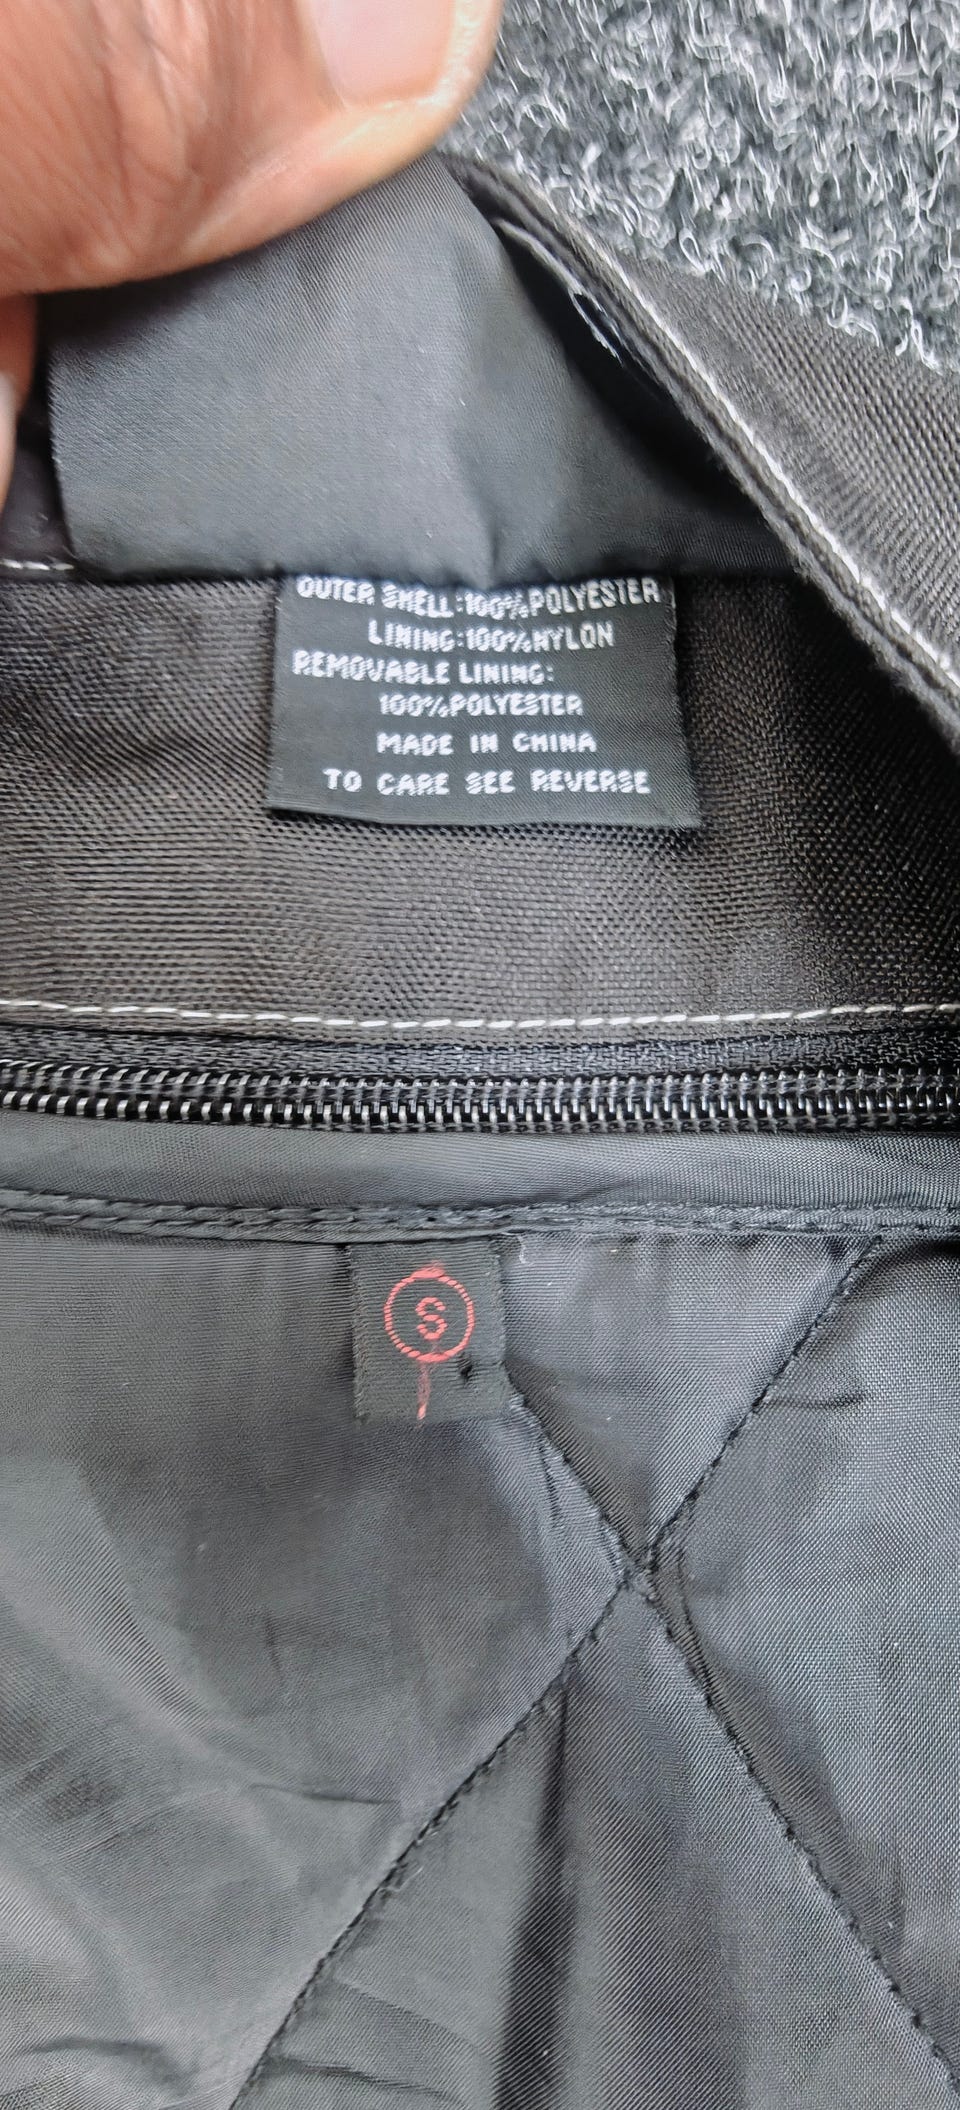 OUTER SHELL:100%POLYESTER
LINING:100%NYLON
REMOVABLE LINING:
100%POLYESTER
MADE IN CHINA
TO CARE SEE REVERSE
S